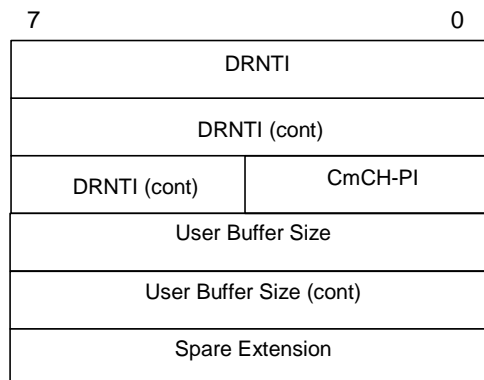 7 0
DRNTI
DRNTI (cont)
DRNTI (cont) CmCH-PI
User Buffer Size
User Buffer Size (cont)
Spare Extension